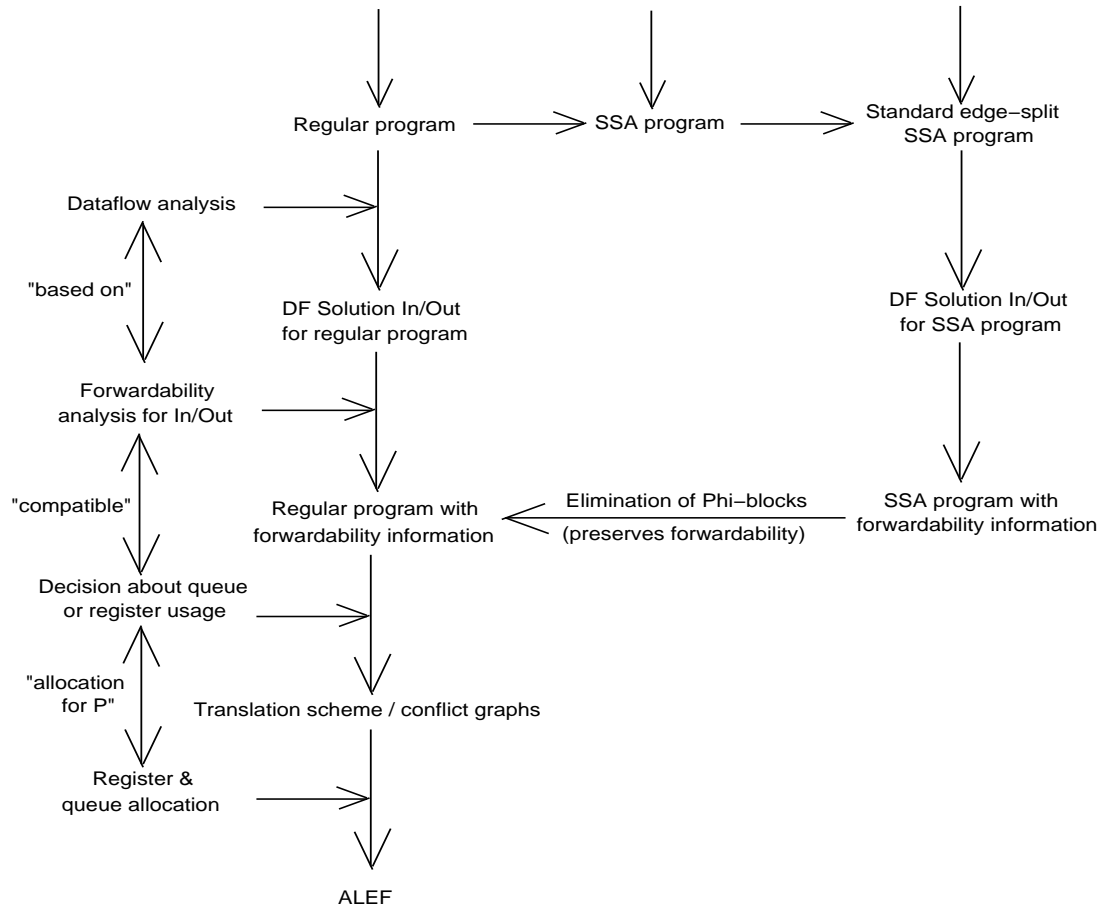 Regular program
SSA program
Standard edge−split
SSA program
Dataflow analysis
"based on"
DF Solution In/Out
for regular program
DF Solution In/Out
for SSA program
Forwardability
analysis for In/Out
"compatible"
Regular program with
forwardability information
Elimination of Phi−blocks
(preserves forwardability)
SSA program with
forwardability information
Decision about queue
or register usage
"allocation
for P"
Translation scheme / conflict graphs
Register &
queue allocation
ALEF